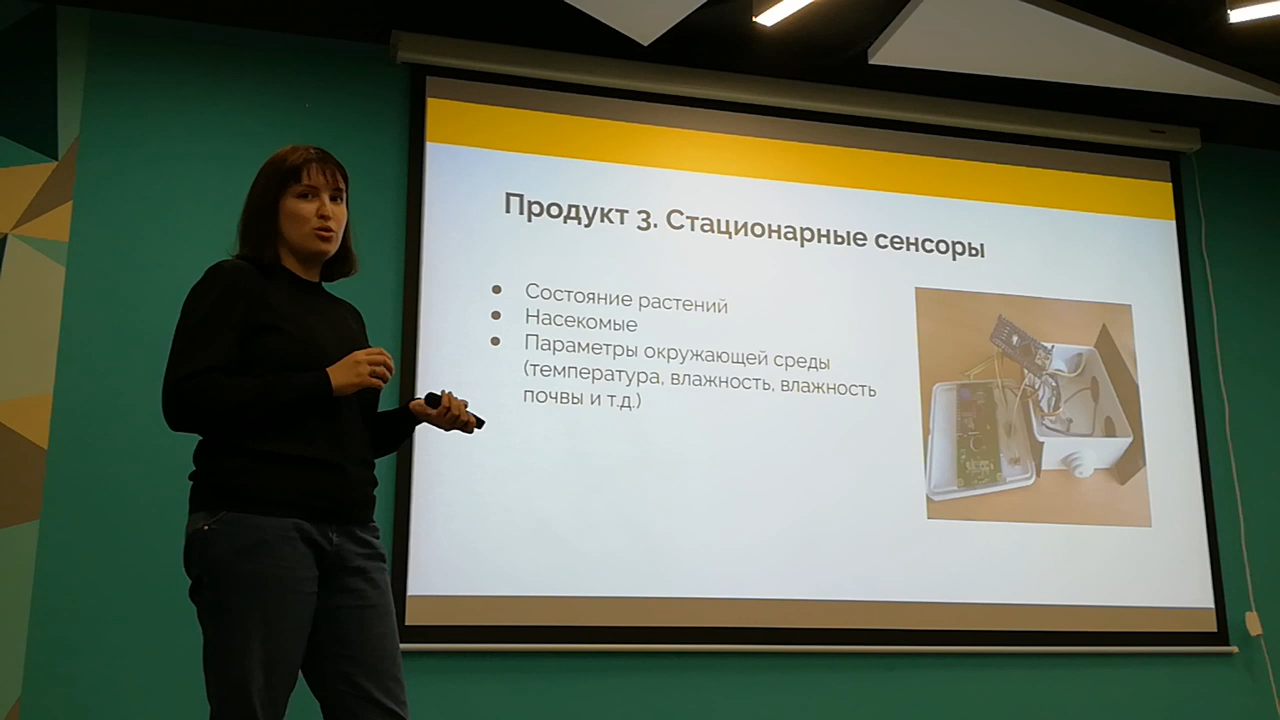 Продукт 3. Стационарные сенсоры
● Состояние растений
● Насекомые
● Параметры окружающей среды
(температура, влажность, влажность
почвы и т.д.)